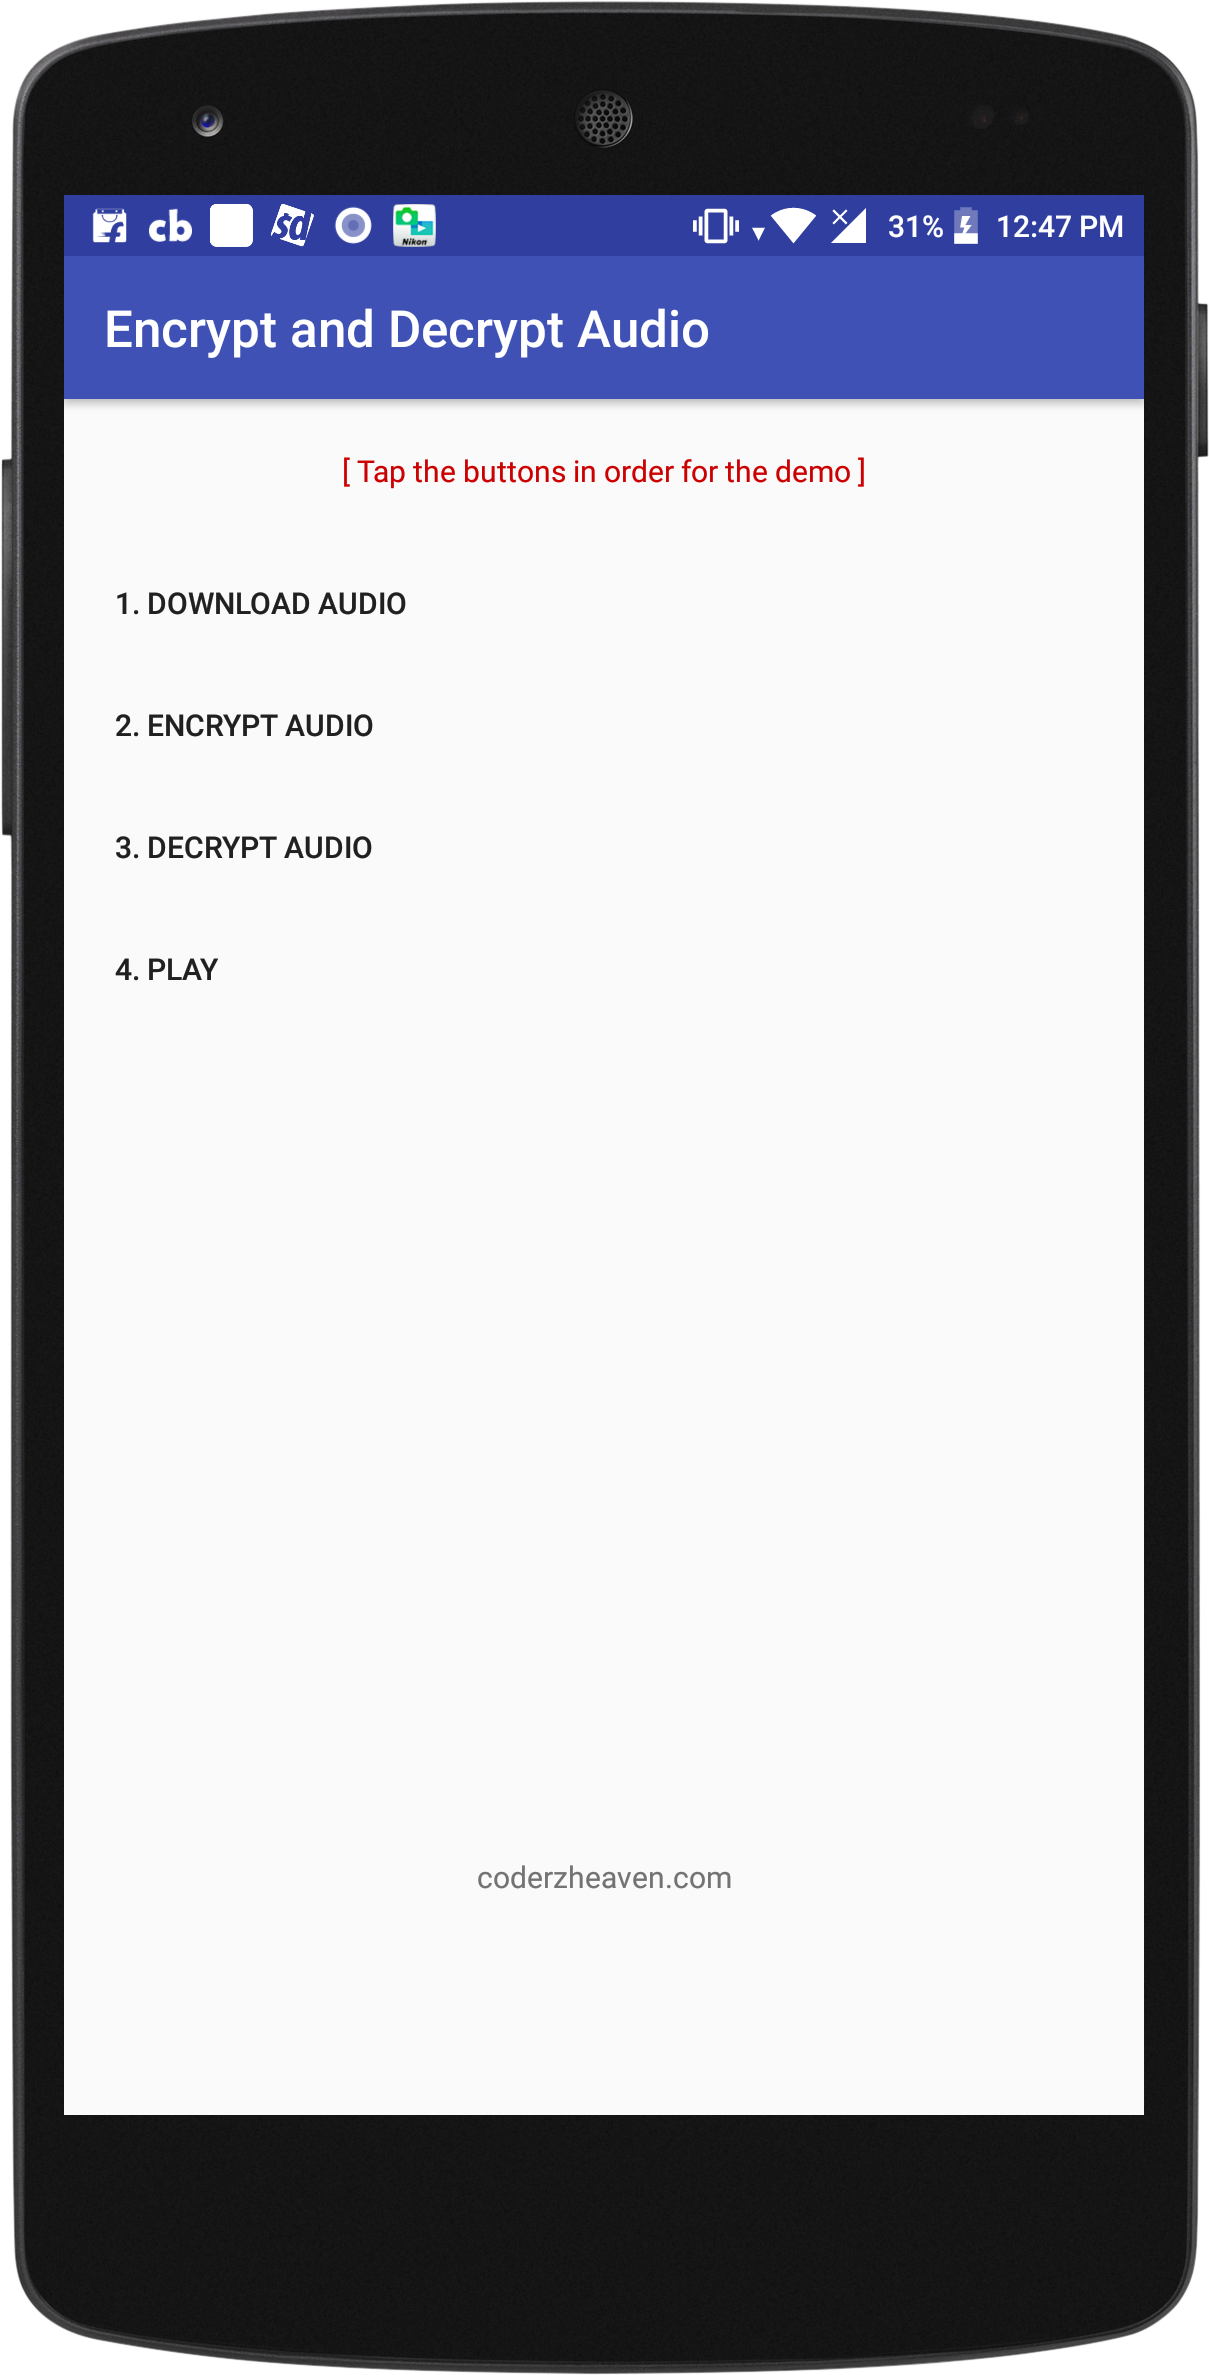 cb sd Nikon 31% 12:47 PM
Encrypt and Decrypt Audio
[ Tap the buttons in order for the demo ]
1. DOWNLOAD AUDIO
2. ENCRYPT AUDIO
3. DECRYPT AUDIO
4. PLAY
coderzheaven.com